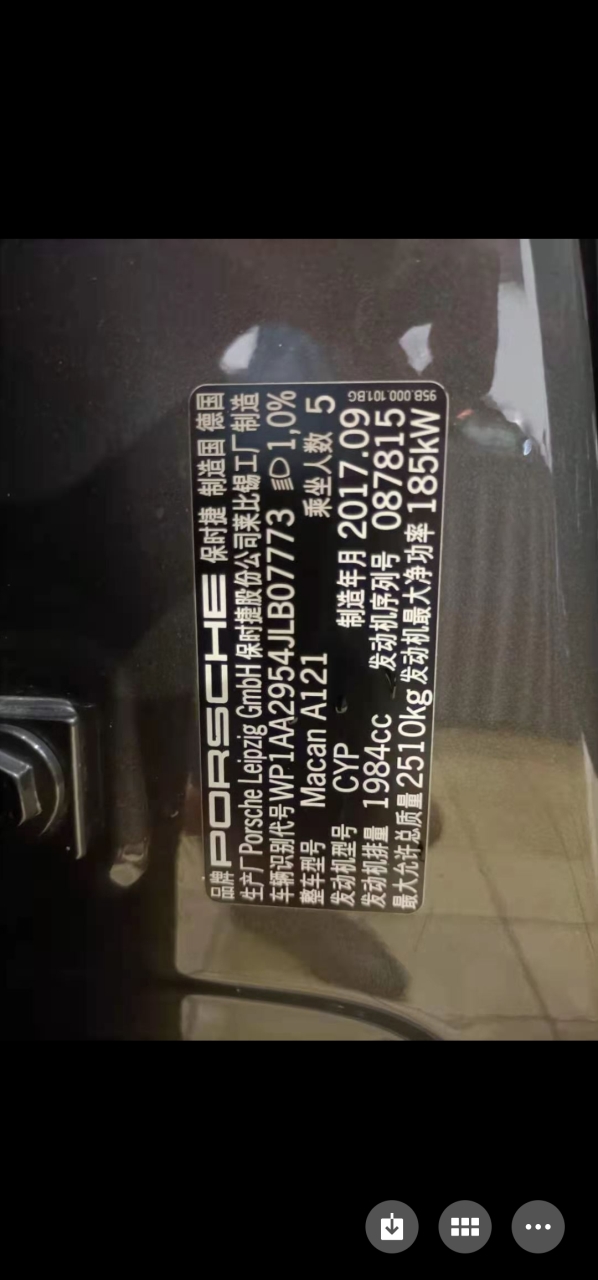 品牌 PORSCHE 保时捷 制造国 德国
生产厂 Porsche Leipzig GmbH 保时捷股份公司莱比锡工厂制造
车辆识别代号 WP1AA2954JLB07773 1,0%
整车型号 Macan A121 乘坐人数 5
发动机型号 CYP 制造年月 2017.09
发动机排量 1984cc 发动机序列号 087815
最大允许总质量 2510kg 发动机最大净功率 185kW
958.000.101.BG